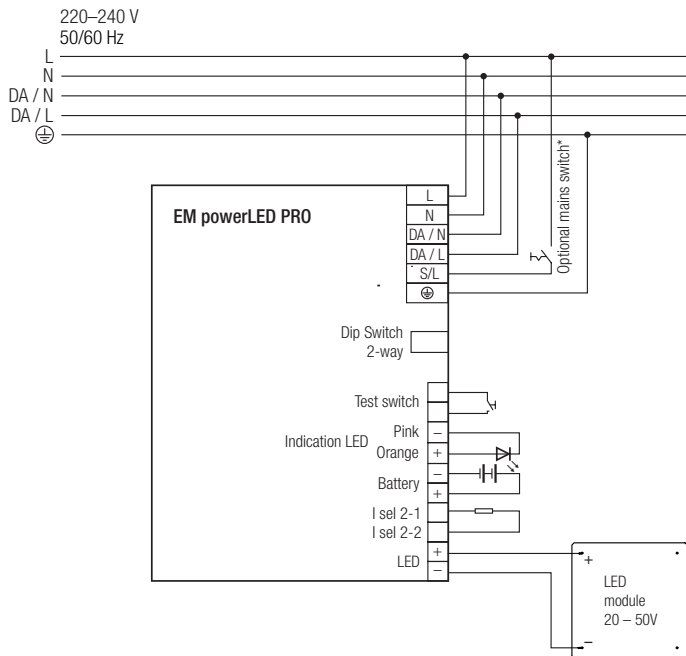 220–240 V
50/60 Hz
L
N
DA / N
DA / L
Optional mains switch*
EM powerLED PRO
L
N
DA / N
DA / L
S/L
Dip Switch
2-way
Test switch
Indication LED
Pink –
Orange +
Battery –
+
I sel 2-1
I sel 2-2
LED +
–
+
LED
module
20 – 50V
–